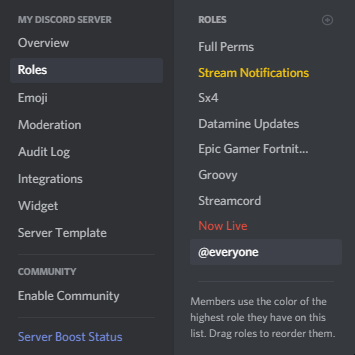 MY DISCORD SERVER
Overview
Roles
Emoji
Moderation
Audit Log
Integrations
Widget
Server Template
COMMUNITY
Enable Community
Server Boost Status
ROLES
Full Perms
Stream Notifications
Sx4
Datamine Updates
Epic Gamer Fortnit...
Groovy
Streamcord
Now Live
@everyone
Members use the color of the
highest role they have on this
list. Drag roles to reorder them.